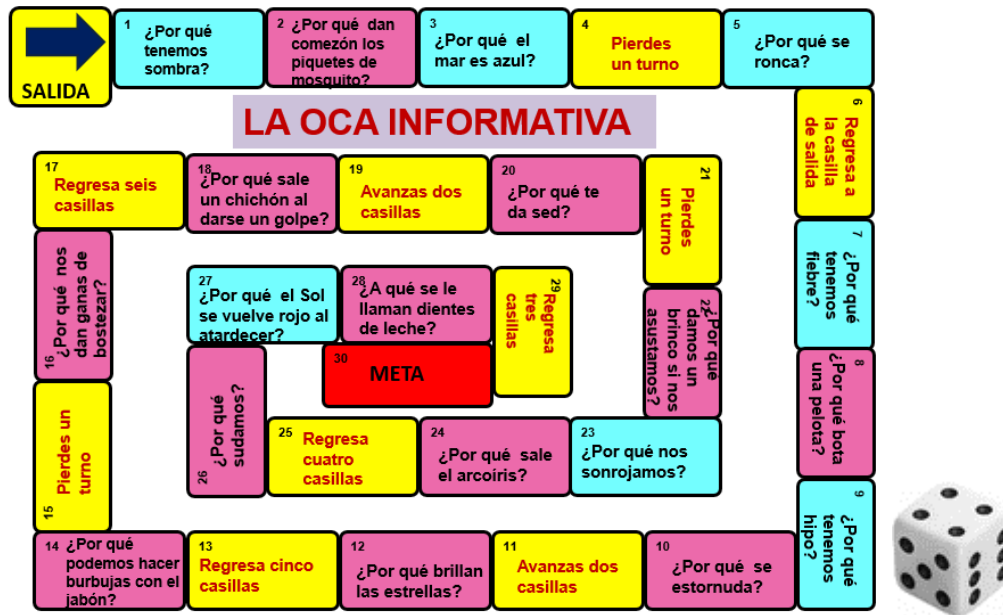 SALIDA
1 ¿Por qué
tenemos
sombra?
2 ¿Por qué dan
comezón los
piquetes de
mosquito?
3
¿Por qué el
mar es azul?
4
Pierdes
un turno
5
¿Por qué se
ronca?
LA OCA INFORMATIVA
6
Regresa a
la casilla
de salida
7
¿Por qué
tenemos
fiebre?
8
¿Por qué bota
una pelota?
9
¿Por qué
tenemos
hipo?
10
¿Por qué se
estornuda?
11
Avanzas dos
casillas
12
¿Por qué brillan
las estrellas?
13
Regresa cinco
casillas
14 ¿Por qué
podemos hacer
burbujas con el
jabón?
15
Pierdes un
turno
16
¿Por qué nos
dan ganas de
bostezar?
17
Regresa seis
casillas
18
¿Por qué sale
un chichón al
darse un golpe?
19
Avanzas dos
casillas
20
¿Por qué te
da sed?
21
Pierdes
un turno
22
¿Por qué
damos un
brinco si nos
asustamos?
23
¿Por qué nos
sonrojamos?
24
¿Por qué sale
el arcoíris?
25
Regresa
cuatro
casillas
26
¿Por qué
sudamos?
27
¿Por qué el Sol
se vuelve rojo al
atardecer?
28
¿A qué se le
llaman dientes
de leche?
29
Regresa
tres
casillas
30
META